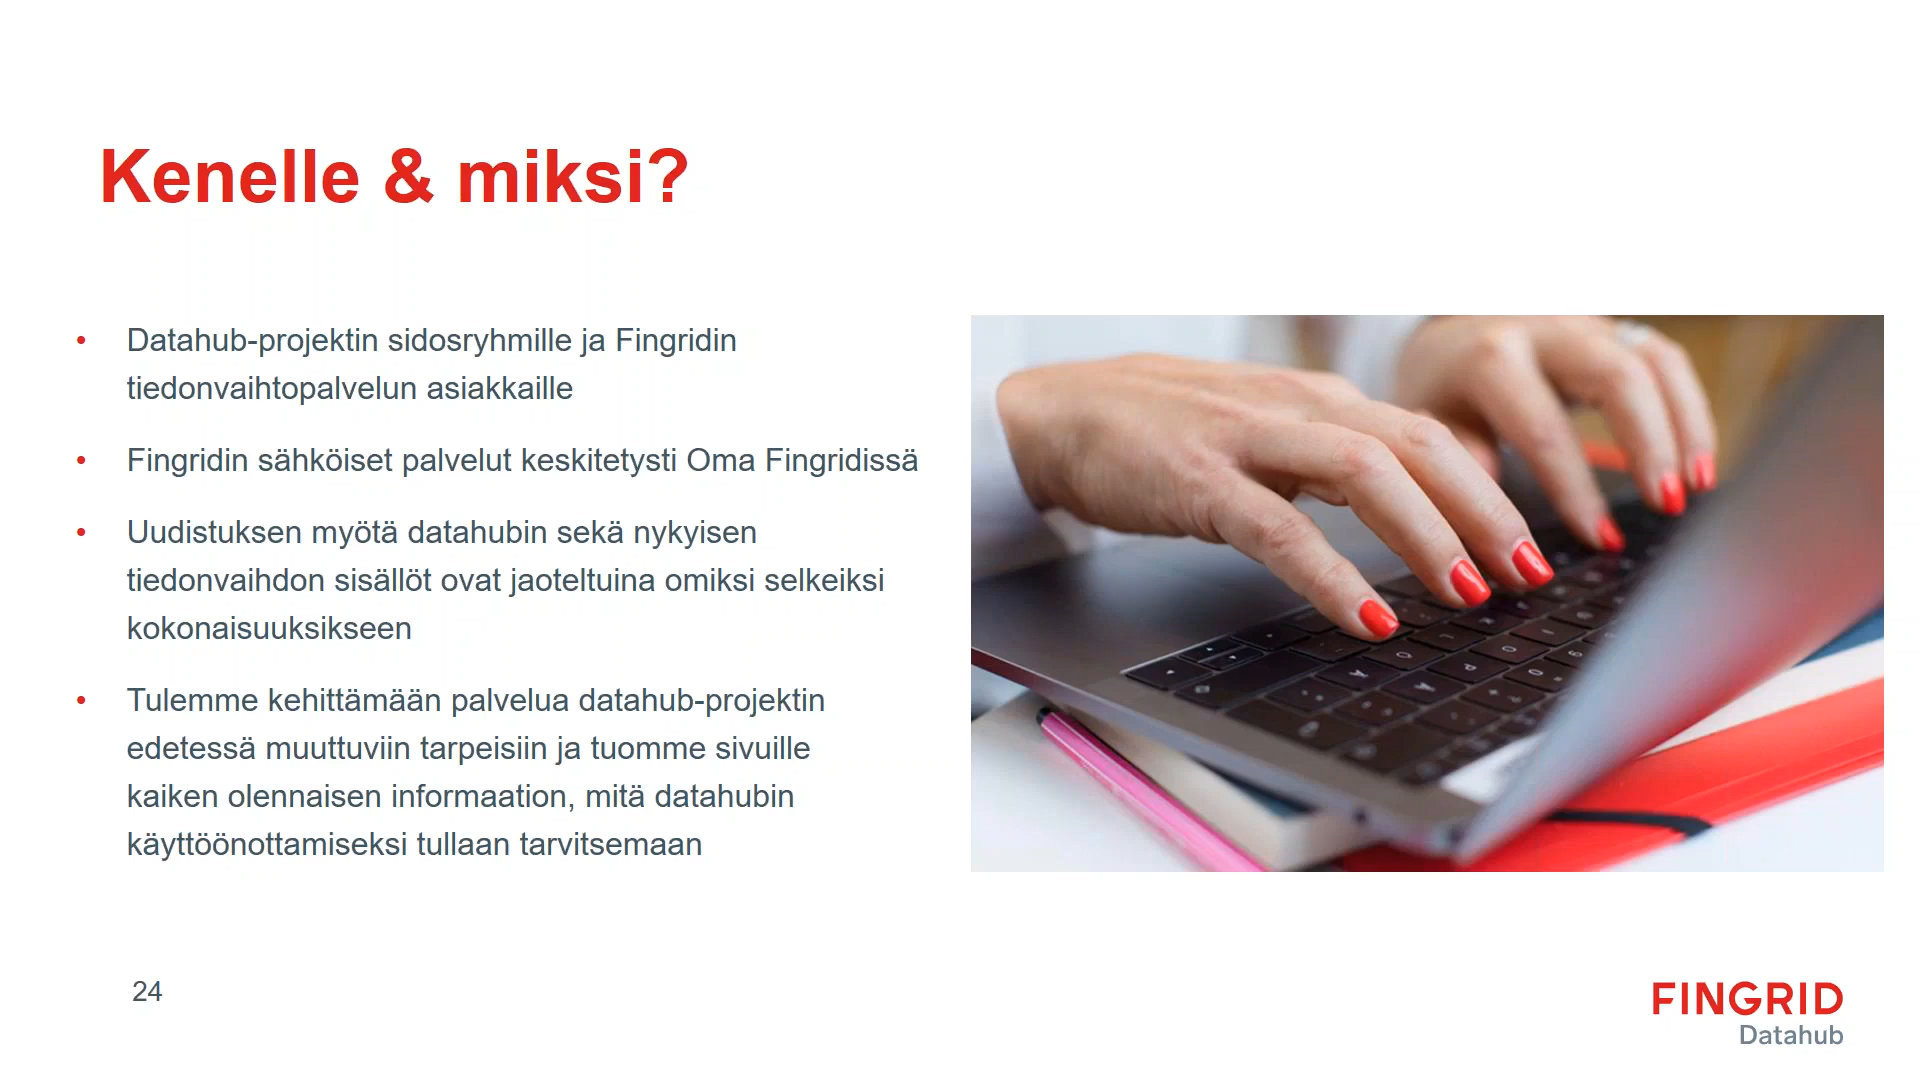 Kenelle & miksi?
• Datahub-projektin sidosryhmille ja Fingridin
tiedonvaihtopalvelun asiakkaille
• Fingridin sähköiset palvelut keskitetysti Oma Fingridissä
• Uudistuksen myötä datahubin sekä nykyisen
tiedonvaihdon sisällöt ovat jaoteltuina omiksi selkeiksi
kokonaisuuksikseen
• Tulemme kehittämään palvelua datahub-projektin
edetessä muuttuviin tarpeisiin ja tuomme sivuille
kaiken olennaisen informaation, mitä datahubin
käyttöönottamiseksi tullaan tarvitsemaan
24
FINGRID
Datahub